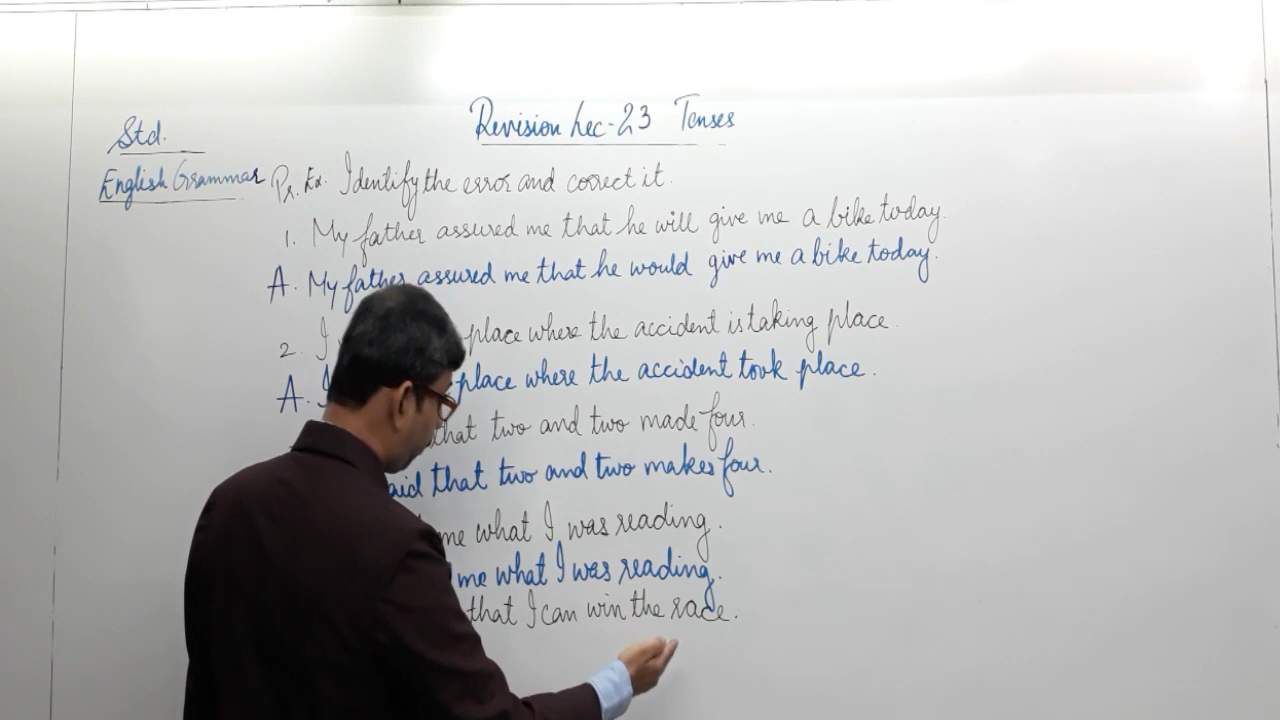 Revision Lec-23 Tenses
Std.
English Grammar
Pr. Ex. Identify the error and correct it.
1. My father assured me that he will give me a bike today.
A. My father assured me that he would give me a bike today.
2. I place where the accident is taking place.
A. I place where the accident took place.
that two and two made four.
aid that two and two makes four.
me what I was reading.
me what I was reading.
that I can win the race.